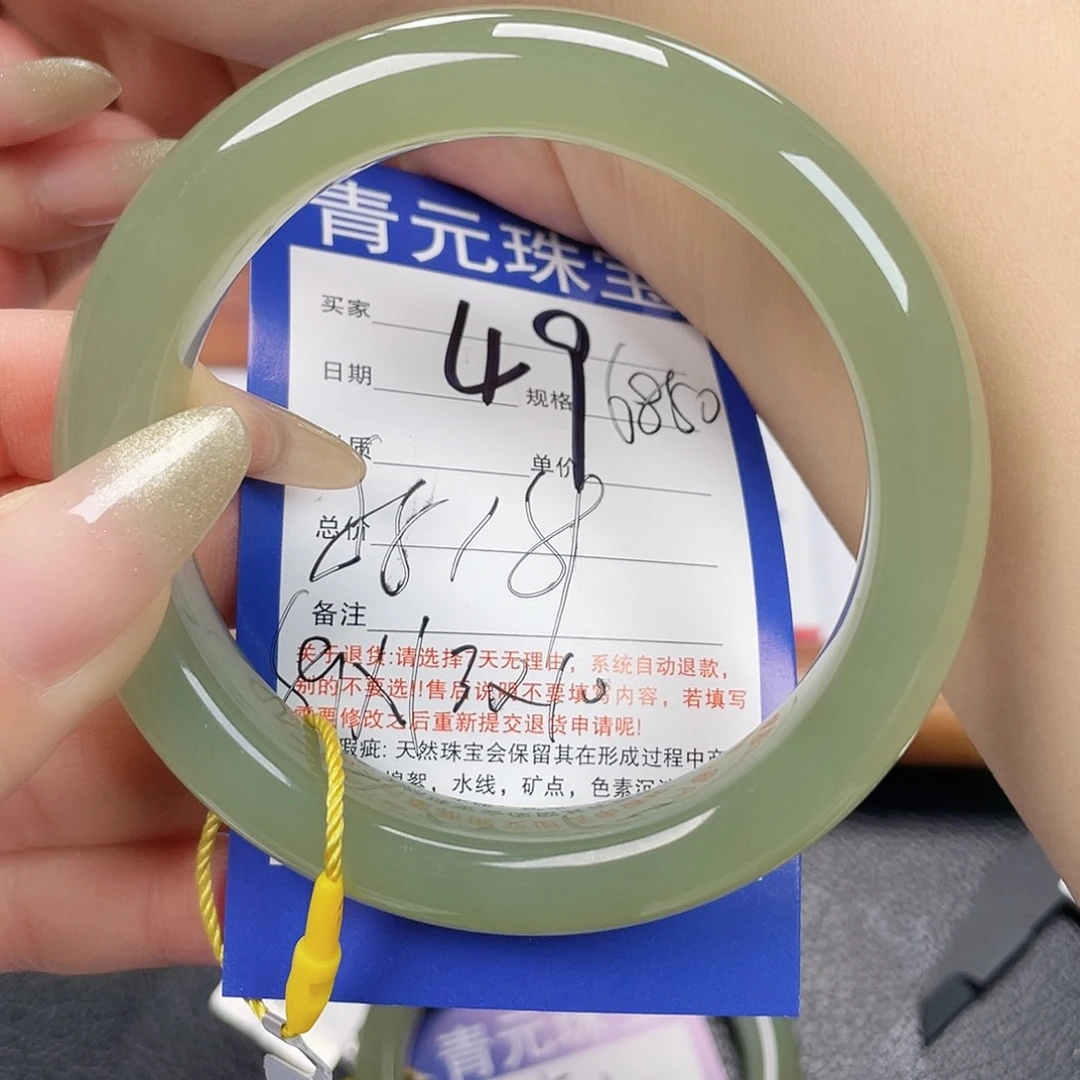 青元珠宝
买家
49
日期
规格
6850
质
单价
2818
总价
备注
关于退货:请选择7天无理由，系统自动退款，
别的不要选!!售后说明不要填写内容，若填写
需要修改之后重新提交退货申请呢!
瑕疵: 天然珠宝会保留其在形成过程中产
棉絮，水线，矿点，色素沉
青元珠